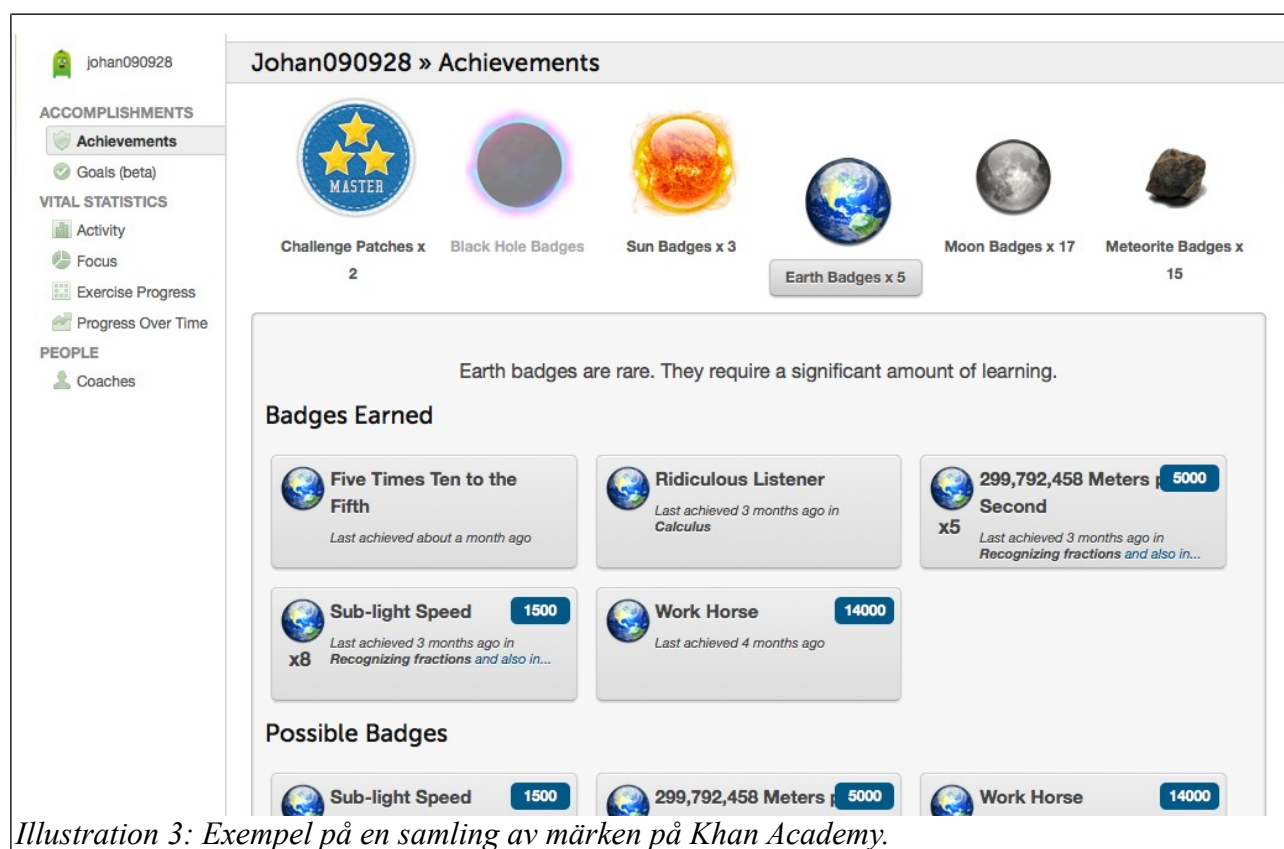 johan090928
ACCOMPLISHMENTS
Achievements
Goals (beta)
VITAL STATISTICS
Activity
Focus
Exercise Progress
Progress Over Time
PEOPLE
Coaches
Johan090928 » Achievements
MASTER
Challenge Patches x
2
Black Hole Badges
Sun Badges x 3
Earth Badges x 5
Moon Badges x 17
Meteorite Badges x
15
Earth badges are rare. They require a significant amount of learning.
Badges Earned
Five Times Ten to the
Fifth
Last achieved about a month ago
Ridiculous Listener
Last achieved 3 months ago in
Calculus
299,792,458 Meters 5000
Second
x5
Last achieved 3 months ago in
Recognizing fractions and also in...
Sub-light Speed 1500
Last achieved 3 months ago in
x8 Recognizing fractions and also in...
Work Horse 14000
Last achieved 4 months ago
Possible Badges
Sub-light Speed 1500
299,792,458 Meters 5000
Work Horse 14000
Illustration 3: Exempel på en samling av märken på Khan Academy.